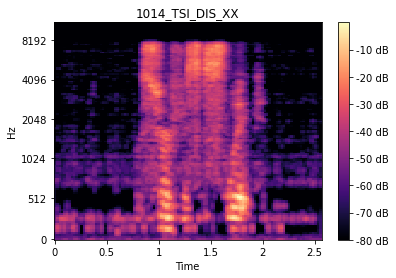 1014_TSI_DIS_XX
8192
4096
2048
1024
512
0
Hz
0
0.5
1
1.5
2
2.5
Time
-10 dB
-20 dB
-30 dB
-40 dB
-50 dB
-60 dB
-70 dB
-80 dB